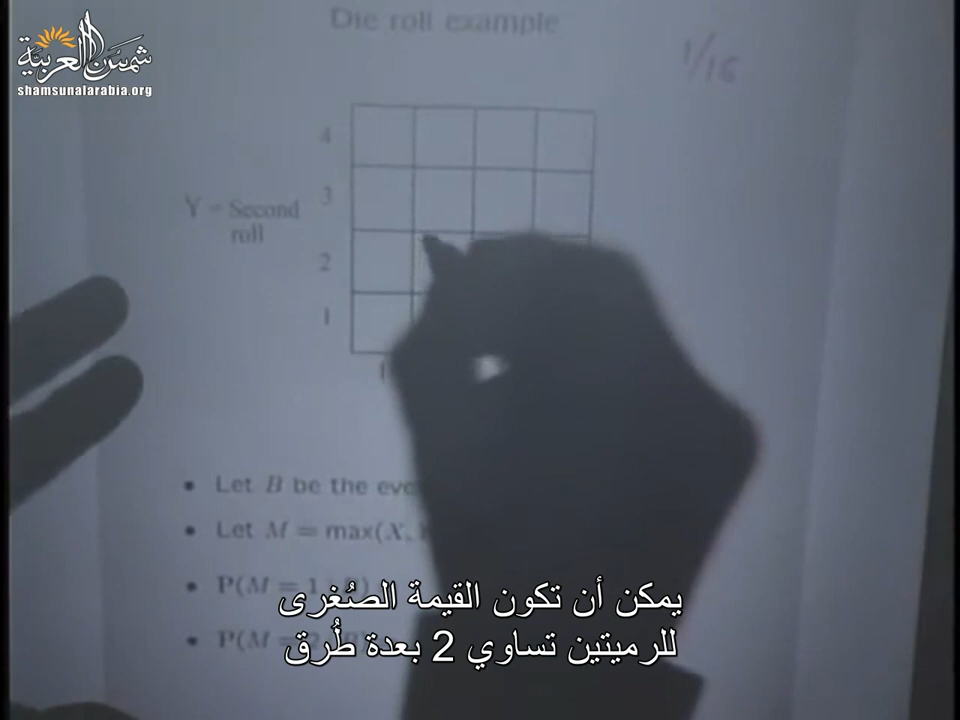 شمس العربية
shamsunalarabia.org
Die roll example
1/16
4
3
Y = Second
roll
2
1
• Let B be the eve
• Let M = max(X,
• P(M = 1
• P(M =
يمكن أن تكون القيمة الصُغرى
للرميتين تساوي 2 بعدة طُرق